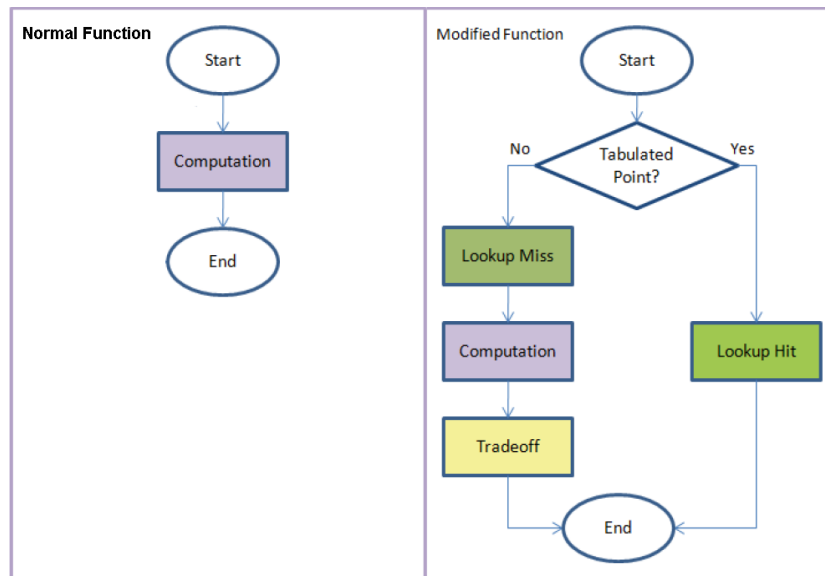 Normal Function
Start
Computation
End
Modified Function
Start
Tabulated
Point?
No
Yes
Lookup Miss
Computation
Tradeoff
Lookup Hit
End